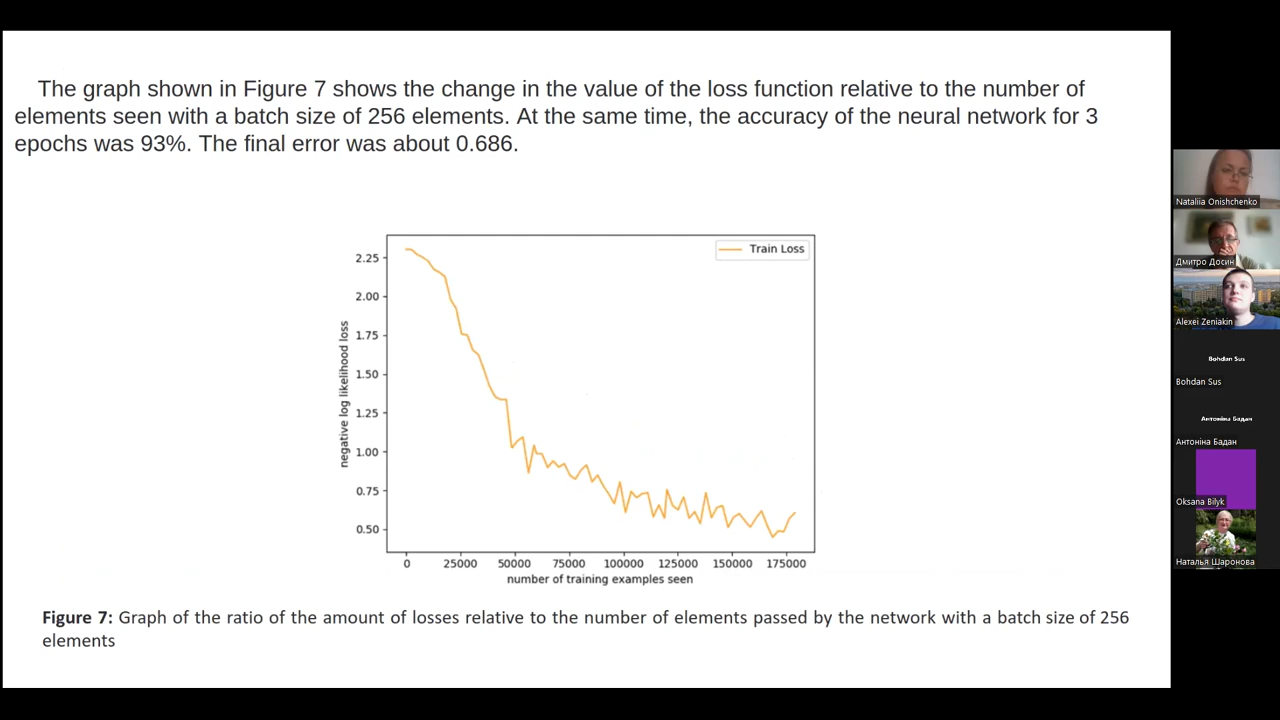 The graph shown in Figure 7 shows the change in the value of the loss function relative to the number of
elements seen with a batch size of 256 elements. At the same time, the accuracy of the neural network for 3
epochs was 93%. The final error was about 0.686.
Train Loss
2.25
2.00
1.75
1.50
1.25
1.00
0.75
0.50
negative log likelihood loss
0 25000 50000 75000 100000 125000 150000 175000
number of training examples seen
Figure 7: Graph of the ratio of the amount of losses relative to the number of elements passed by the network with a batch size of 256
elements
Nataliia Onishchenko
Дмитро Досин
Alexei Zeniakin
Bohdan Sus
Bohdan Sus
Антоніна Бадан
Антоніна Бадан
Oksana Bilyk
Наталья Шаронова